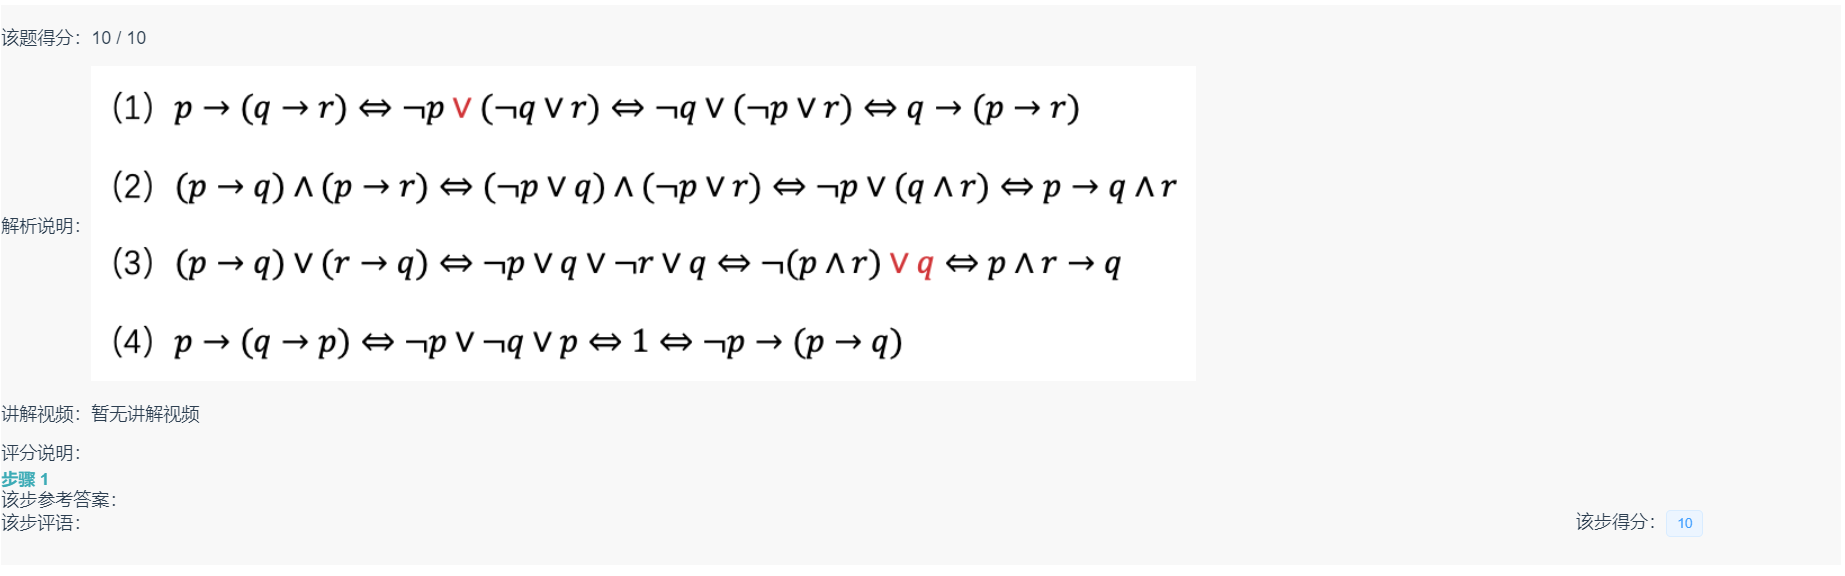 该题得分：10 / 10
（1）p → (q → r) ⇔ ¬p ∨ (¬q ∨ r) ⇔ ¬q ∨ (¬p ∨ r) ⇔ q → (p → r)
（2）(p → q) ∧ (p → r) ⇔ (¬p ∨ q) ∧ (¬p ∨ r) ⇔ ¬p ∨ (q ∧ r) ⇔ p → q ∧ r
解析说明：
（3）(p → q) ∨ (r → q) ⇔ ¬p ∨ q ∨ ¬r ∨ q ⇔ ¬(p ∧ r) ∨ q ⇔ p ∧ r → q
（4）p → (q → p) ⇔ ¬p ∨ ¬q ∨ p ⇔ 1 ⇔ ¬p → (p → q)
讲解视频：暂无讲解视频
评分说明：
步骤 1
该步参考答案：
该步评语：
该步得分：10